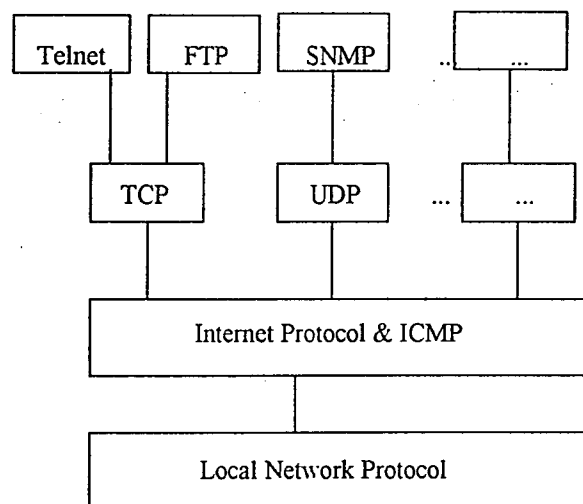 Telnet FTP SNMP .. ...
TCP UDP ... ...
Internet Protocol & ICMP
Local Network Protocol